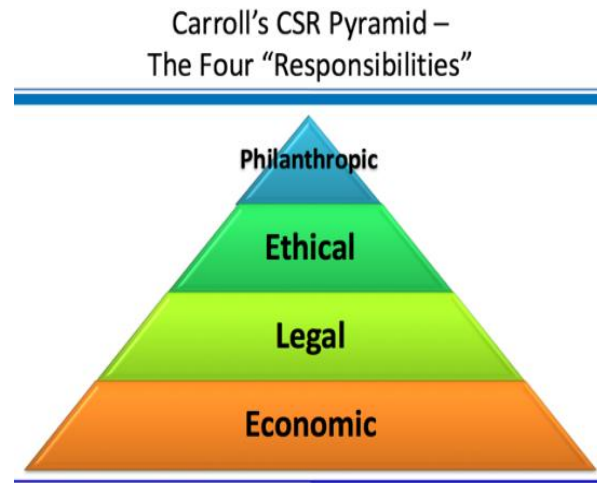 Carroll’s CSR Pyramid –
The Four “Responsibilities”
Philanthropic
Ethical
Legal
Economic